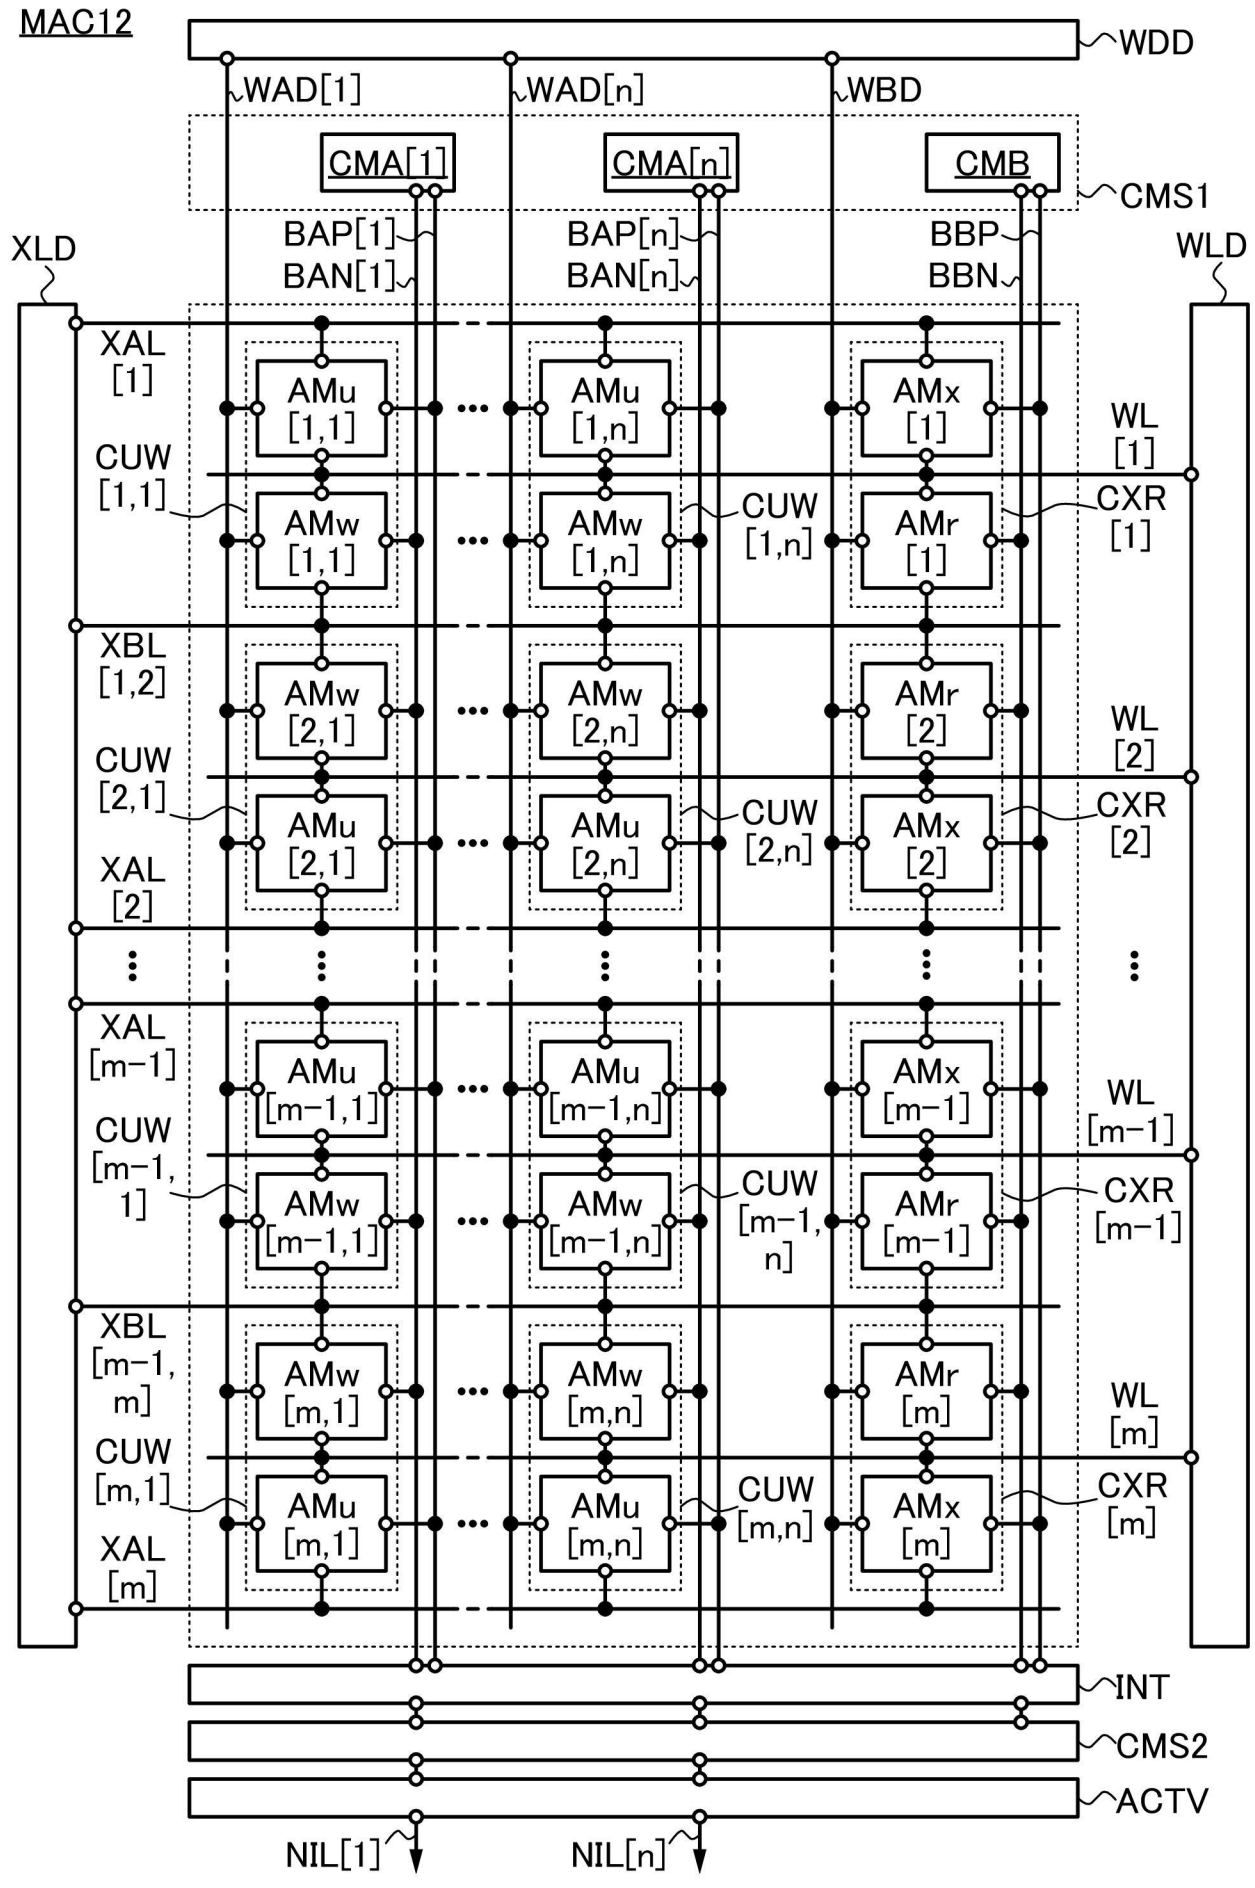 MAC12
WDD
WAD[1]
WAD[n]
WBD
CMA[1]
CMA[n]
CMB
CMS1
BAP[1]
BAP[n]
BBP
BAN[1]
BAN[n]
BBN
XLD
WLD
XAL
[1]
AMu
[1,1]
AMu
[1,n]
AMx
[1]
WL
[1]
CUW
[1,1]
AMw
[1,1]
AMw
[1,n]
CUW
[1,n]
AMr
[1]
CXR
[1]
XBL
[1,2]
AMw
[2,1]
AMw
[2,n]
AMr
[2]
WL
[2]
CUW
[2,1]
AMu
[2,1]
AMu
[2,n]
CUW
[2,n]
AMx
[2]
CXR
[2]
XAL
[2]
XAL
[m−1]
AMu
[m−1,1]
AMu
[m−1,n]
AMx
[m−1]
WL
[m−1]
CUW
[m−1,
1]
AMw
[m−1,1]
AMw
[m−1,n]
CUW
[m−1,
n]
AMr
[m−1]
CXR
[m−1]
XBL
[m−1,
m]
AMw
[m,1]
AMw
[m,n]
AMr
[m]
WL
[m]
CUW
[m,1]
AMu
[m,1]
AMu
[m,n]
CUW
[m,n]
AMx
[m]
CXR
[m]
XAL
[m]
INT
CMS2
ACTV
NIL[1]
NIL[n]